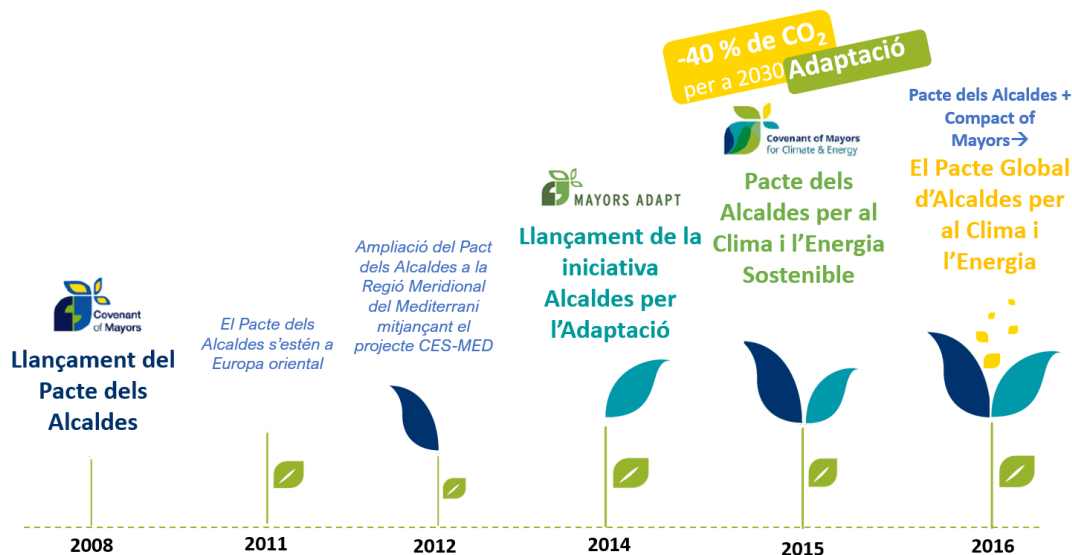 Covenant
of Mayors
Llançament del
Pacte dels
Alcaldes
El Pacte dels
Alcaldes s’estén a
Europa oriental
Ampliació del Pact
dels Alcaldes a la
Regió Meridional
del Mediterrani
mitjançant el
projecte CES-MED
MAYORS ADAPT
Llançament de la
iniciativa
Alcaldes per
l’Adaptació
-40 % de CO₂
per a 2030
Adaptació
Covenant of Mayors
for Climate & Energy
Pacte dels
Alcaldes per al
Clima i l’Energia
Sostenible
Pacte dels Alcaldes +
Compact of
Mayors→
El Pacte Global
d’Alcaldes per
al Clima i
l’Energia
2008
2011
2012
2014
2015
2016